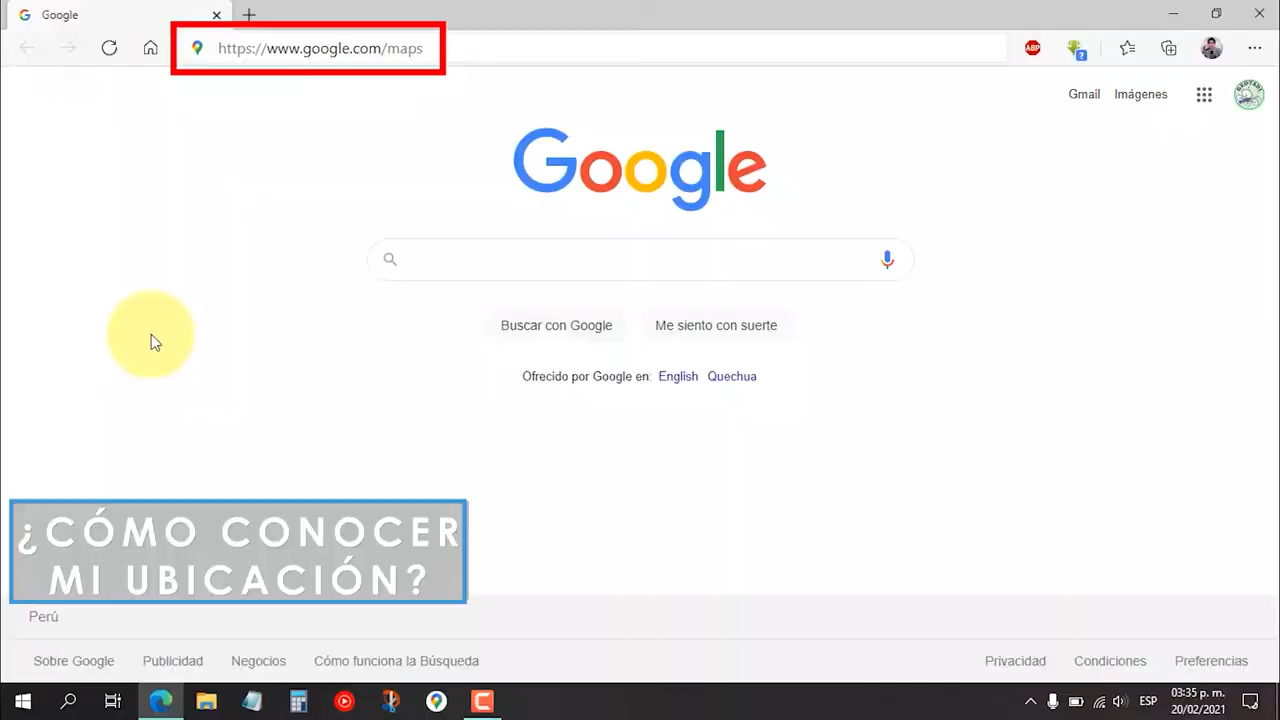 Google
https://www.google.com/maps
ABP
?
Gmail Imágenes
Google
Buscar con Google Me siento con suerte
Ofrecido por Google en: English Quechua
¿CÓMO CONOCER
MI UBICACIÓN?
Perú
Sobre Google Publicidad Negocios Cómo funciona la Búsqueda Privacidad Condiciones Preferencias
ESP
03:35 p. m.
20/02/2021